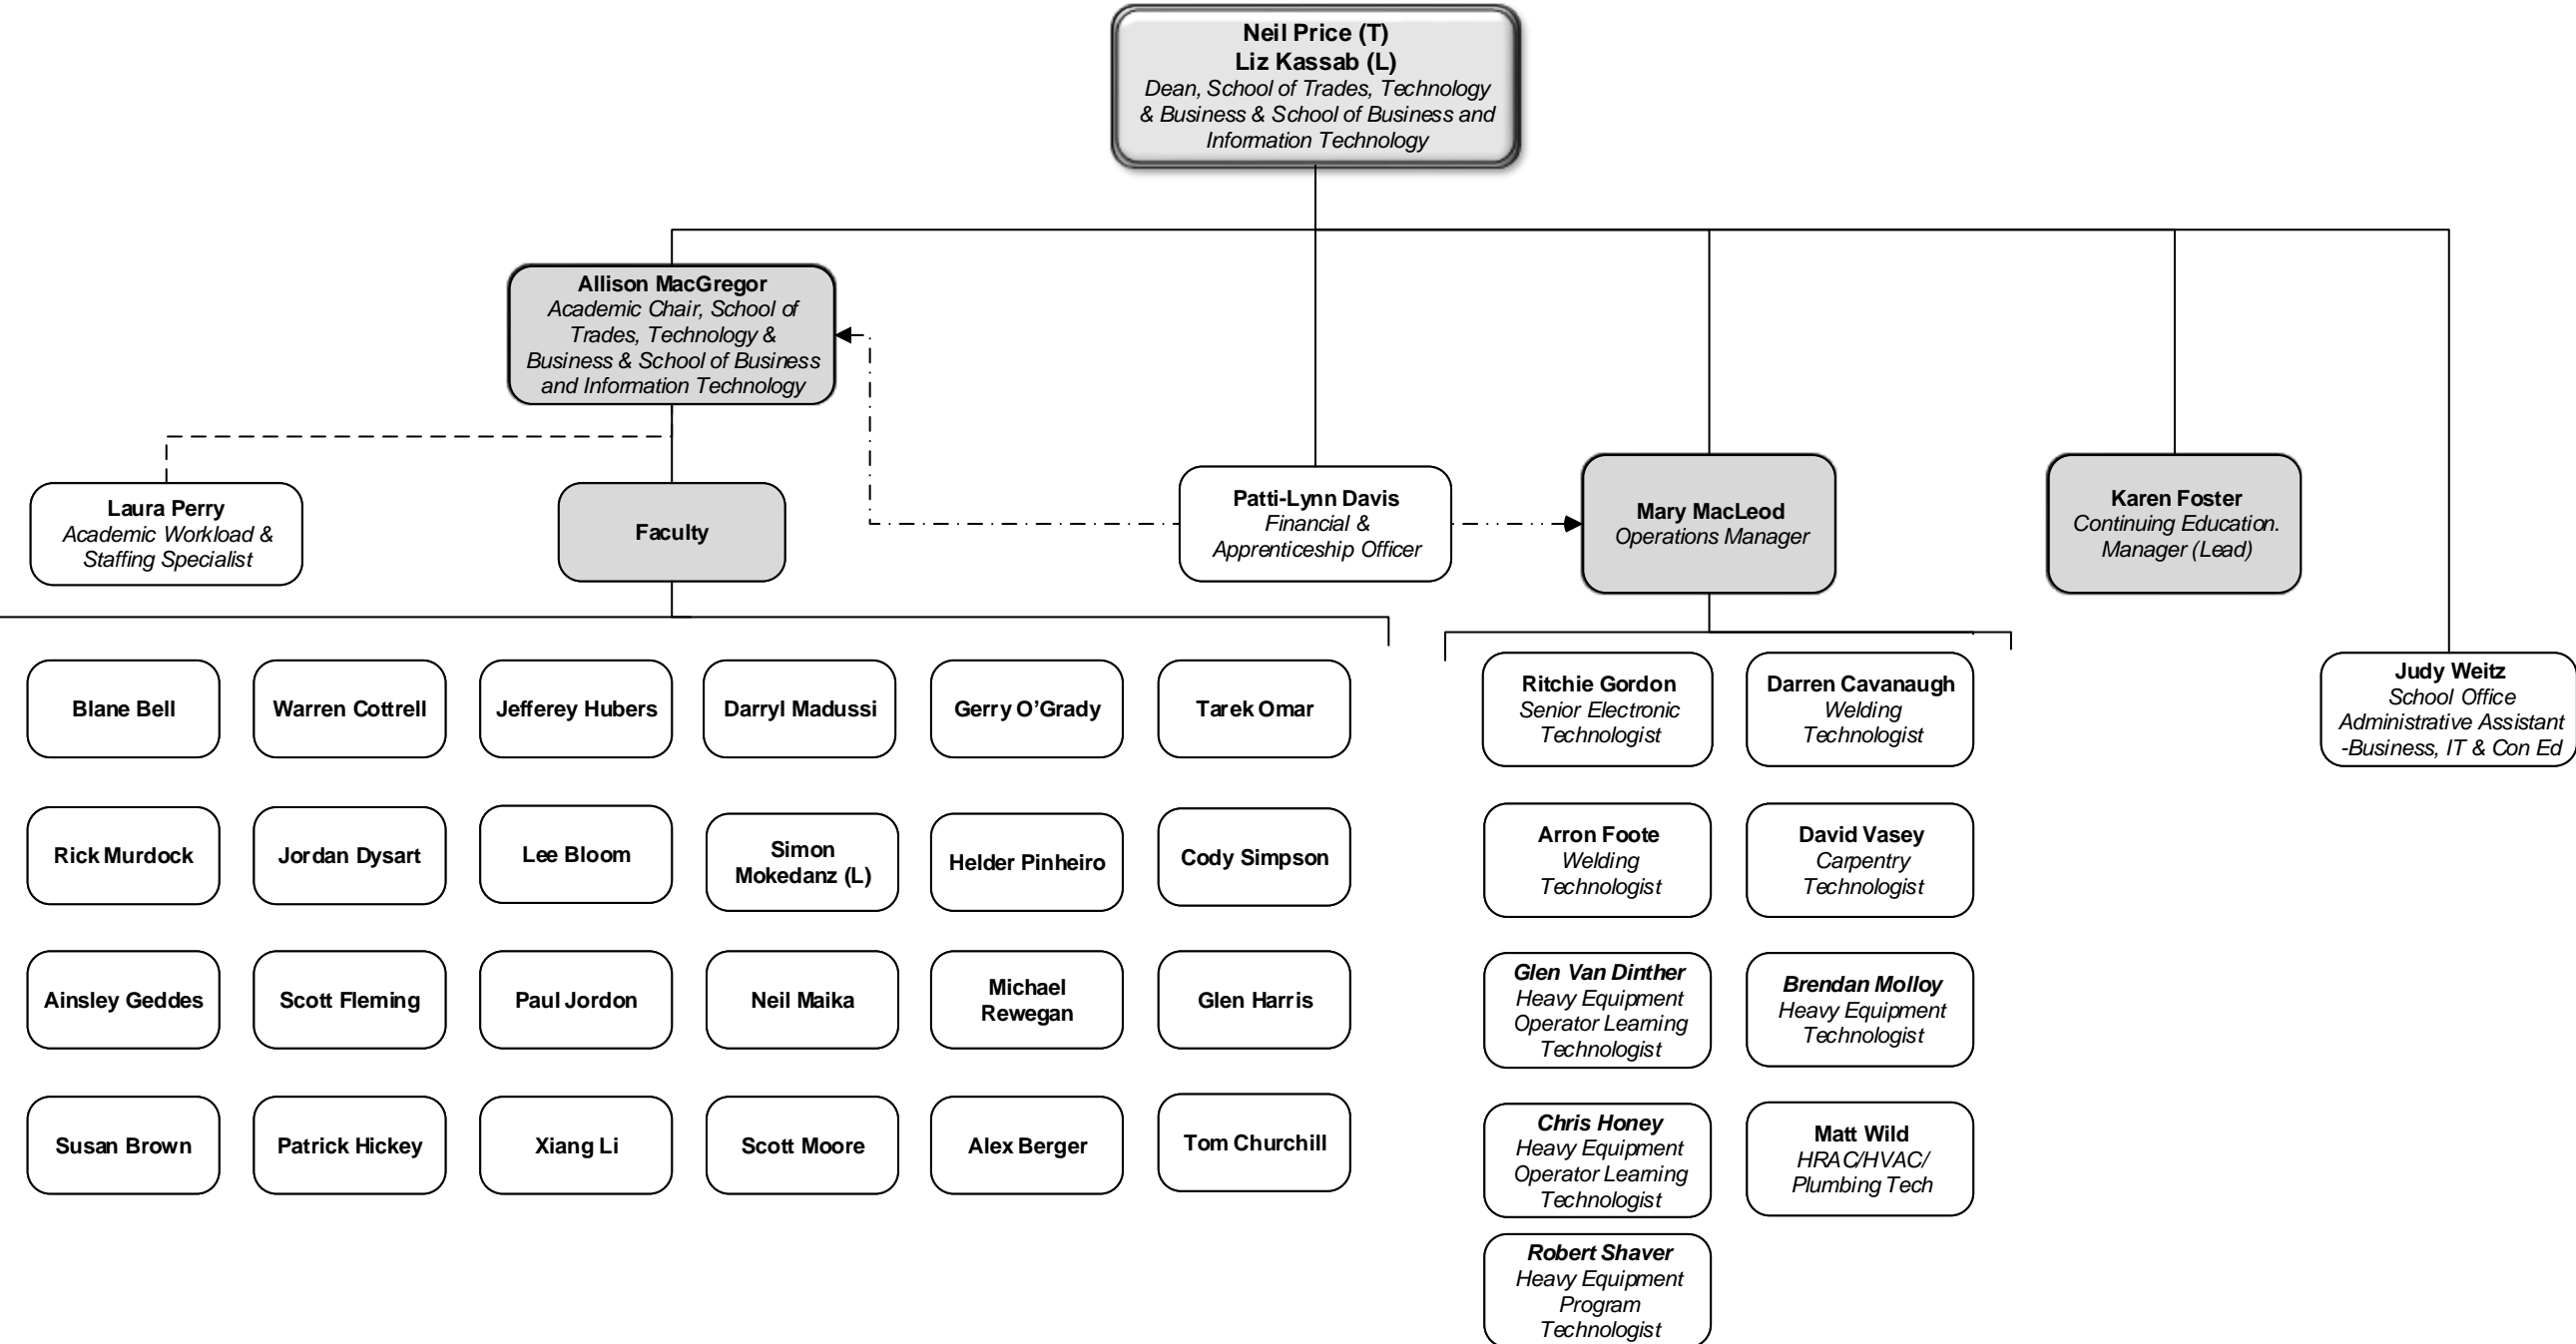 Neil Price (T)
Liz Kassab (L)
Dean, School of Trades, Technology
& Business & School of Business and
Information Technology
Allison MacGregor
Academic Chair, School of
Trades, Technology &
Business & School of Business
and Information Technology
Laura Perry
Academic Workload &
Staffing Specialist
Faculty
Patti-Lynn Davis
Financial &
Apprenticeship Officer
Mary MacLeod
Operations Manager
Karen Foster
Continuing Education.
Manager (Lead)
Judy Weitz
School Office
Administrative Assistant
-Business, IT & Con Ed
Blane Bell
Warren Cottrell
Jefferey Hubers
Darryl Madussi
Gerry O'Grady
Tarek Omar
Rick Murdock
Jordan Dysart
Lee Bloom
Simon
Mokedanz (L)
Helder Pinheiro
Cody Simpson
Ainsley Geddes
Scott Fleming
Paul Jordon
Neil Maika
Michael
Rewegan
Glen Harris
Susan Brown
Patrick Hickey
Xiang Li
Scott Moore
Alex Berger
Tom Churchill
Ritchie Gordon
Senior Electronic
Technologist
Darren Cavanaugh
Welding
Technologist
Arron Foote
Welding
Technologist
David Vasey
Carpentry
Technologist
Glen Van Dinther
Heavy Equipment
Operator Learning
Technologist
Brendan Molloy
Heavy Equipment
Technologist
Chris Honey
Heavy Equipment
Operator Learning
Technologist
Matt Wild
HRAC/HVAC/
Plumbing Tech
Robert Shaver
Heavy Equipment
Program
Technologist